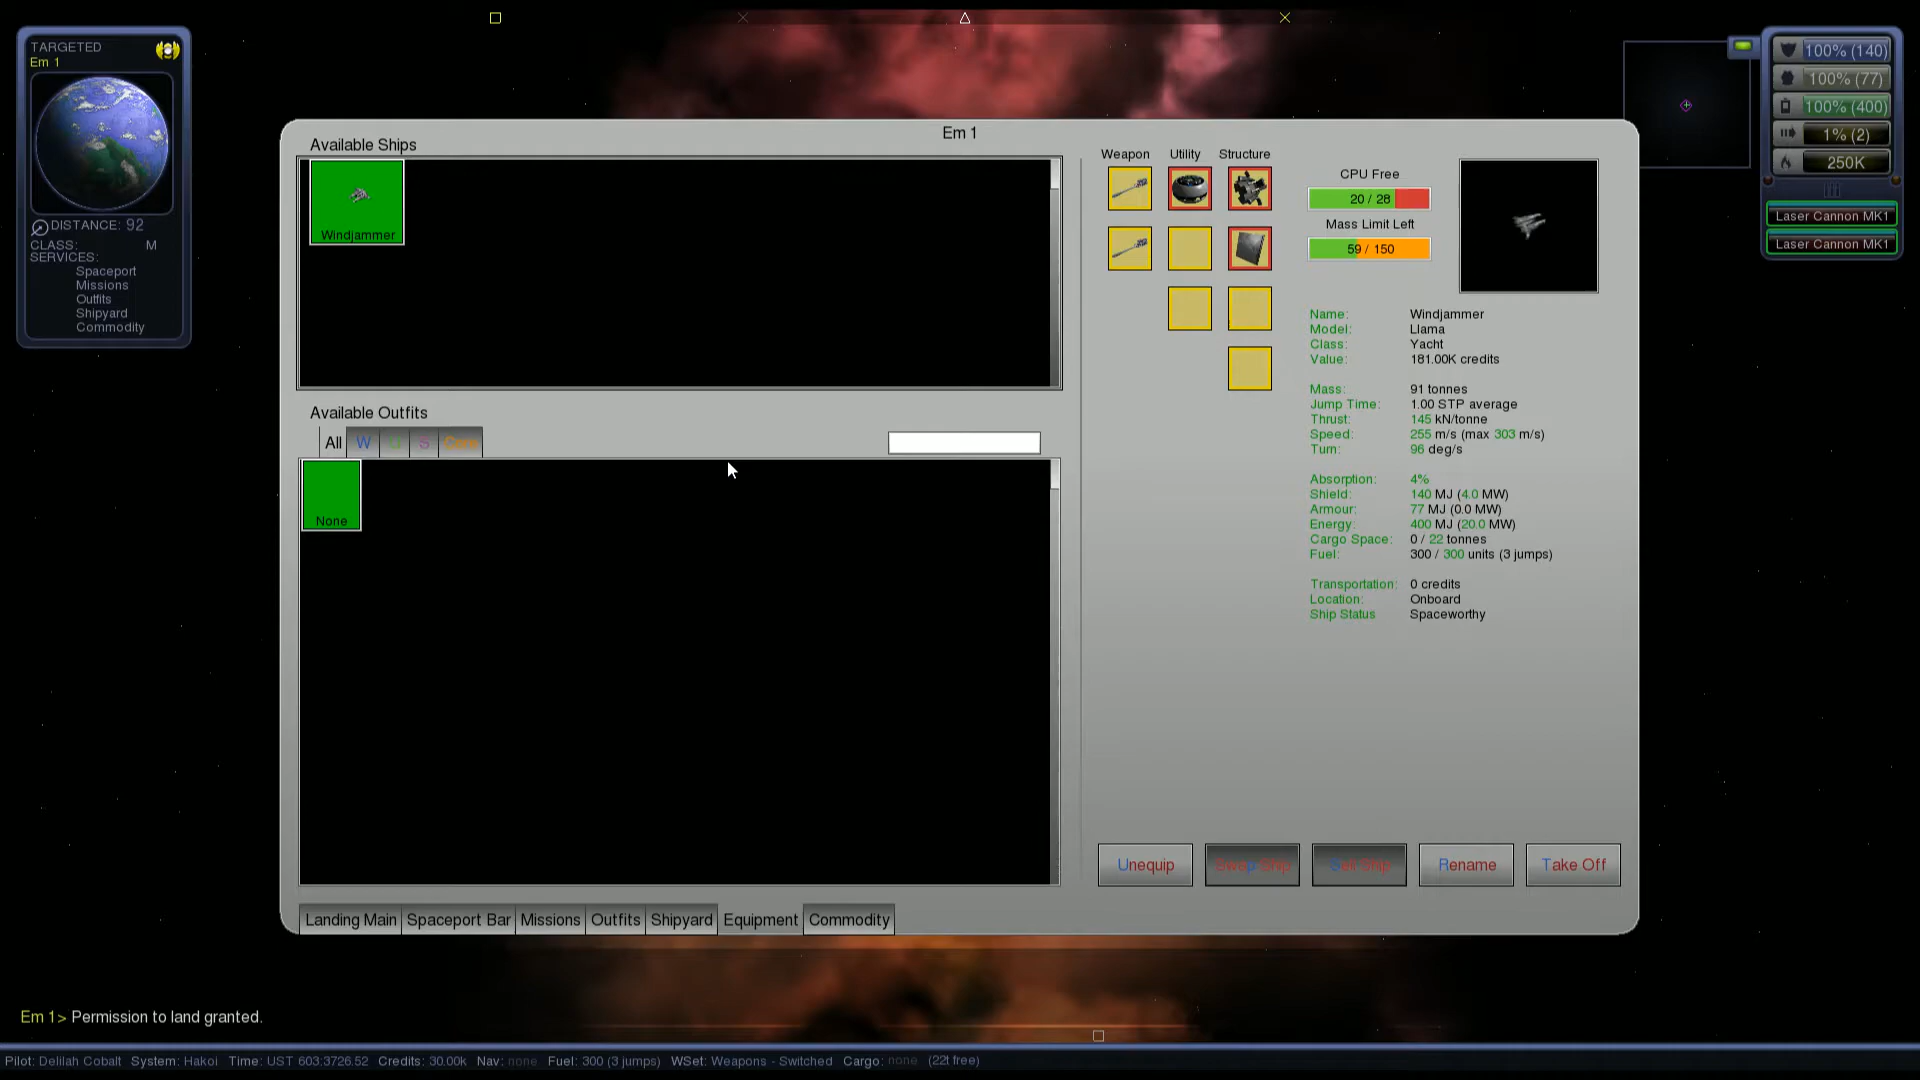 TARGETED
Em 1
DISTANCE: 92
CLASS: M
SERVICES:
Spaceport
Missions
Outfits
Shipyard
Commodity
Em 1
Available Ships
Windjammer
Available Outfits
All W U S Core
None
Weapon Utility Structure
CPU Free
20 / 28
Mass Limit Left
59 / 150
Name: Windjammer
Model: Llama
Class: Yacht
Value: 181.00K credits
Mass: 91 tonnes
Jump Time: 1.00 STP average
Thrust: 145 kN/tonne
Speed: 255 m/s (max 303 m/s)
Turn: 96 deg/s
Absorption: 4%
Shield: 140 MJ (4.0 MW)
Armour: 77 MJ (0.0 MW)
Energy: 400 MJ (20.0 MW)
Cargo Space: 0 / 22 tonnes
Fuel: 300 / 300 units (3 jumps)
Transportation: 0 credits
Location: Onboard
Ship Status Spaceworthy
Unequip Swap Ship Sell Ship Rename Take Off
Landing Main Spaceport Bar Missions Outfits Shipyard Equipment Commodity
100% (140)
100% (77)
100% (400)
1% (2)
250K
Laser Cannon MK1
Laser Cannon MK1
Em 1> Permission to land granted.
Pilot: Delilah Cobalt System: Hakoi Time: UST 603:3726.52 Credits: 30.00k Nav: none Fuel: 300 (3 jumps) WSet: Weapons - Switched Cargo: none (22t free)